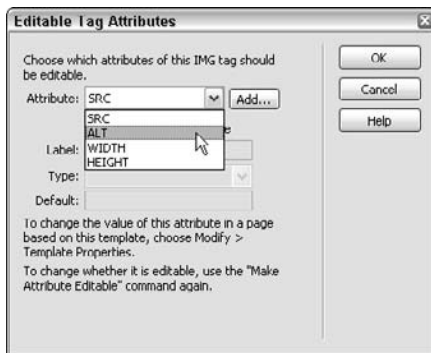 Editable Tag Attributes
Choose which attributes of this IMG tag should
be editable.
OK
Cancel
Help
Attribute: SRC
Add...
SRC
ALT
WIDTH
HEIGHT
Label:
Type:
Default:
To change the value of this attribute in a page
based on this template, choose Modify >
Template Properties.
To change whether it is editable, use the "Make
Attribute Editable" command again.